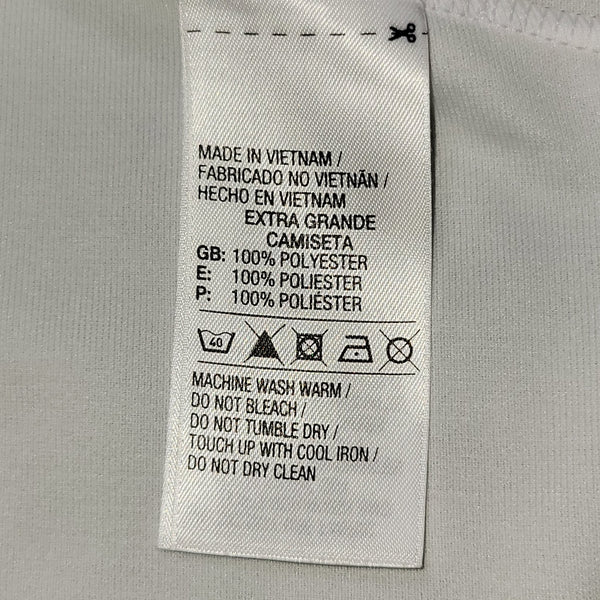 MADE IN VIETNAM /
FABRICADO NO VIETNÃN /
HECHO EN VIETNAM
EXTRA GRANDE
CAMISETA
GB: 100% POLYESTER
E: 100% POLIESTER
P: 100% POLIÉSTER
40
MACHINE WASH WARM /
DO NOT BLEACH /
DO NOT TUMBLE DRY /
TOUCH UP WITH COOL IRON /
DO NOT DRY CLEAN